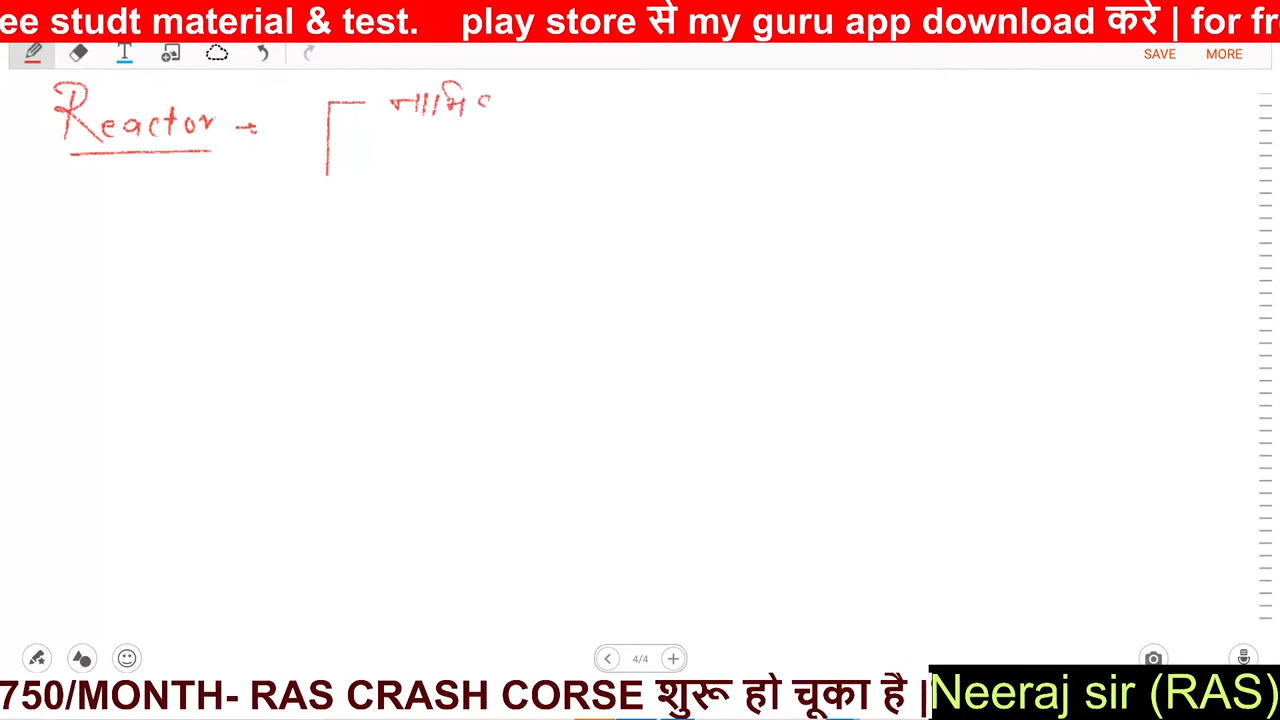 ee studt material & test. play store से my guru app download करे | for fr
SAVE MORE
Reactor →
4/4
750/MONTH- RAS CRASH CORSE शुरू हो चूका है | Neeraj sir (RAS)